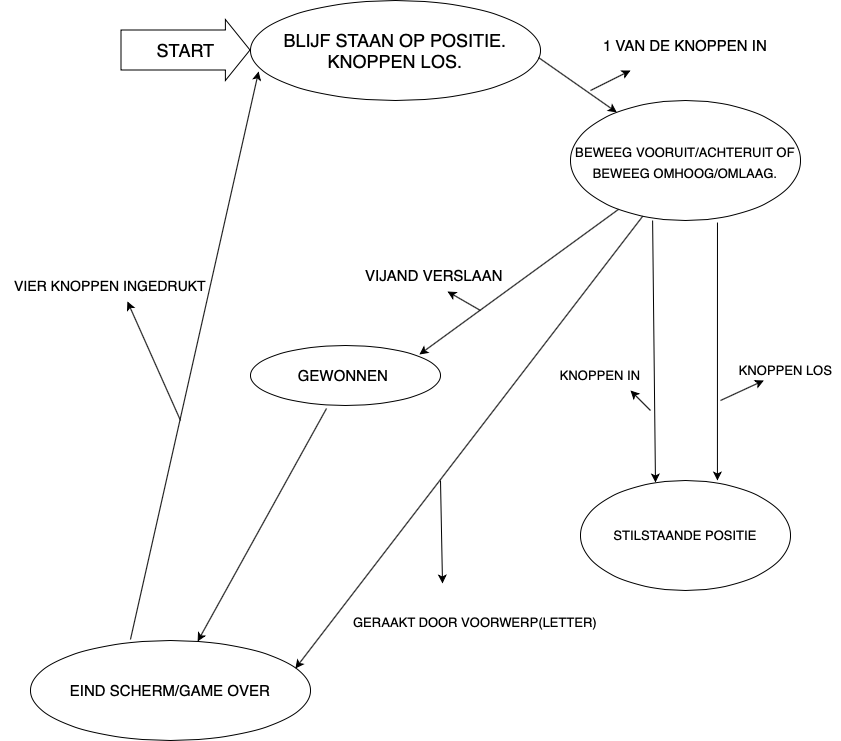 START
BLIJF STAAN OP POSITIE.
KNOPPEN LOS.
1 VAN DE KNOPPEN IN
BEWEEG VOORUIT/ACHTERUIT OF
BEWEEG OMHOOG/OMLAAG.
VIJAND VERSLAAN
VIER KNOPPEN INGEDRUKT
GEWONNEN
KNOPPEN IN
KNOPPEN LOS
STILSTAANDE POSITIE
GERAAKT DOOR VOORWERP(LETTER)
EIND SCHERM/GAME OVER